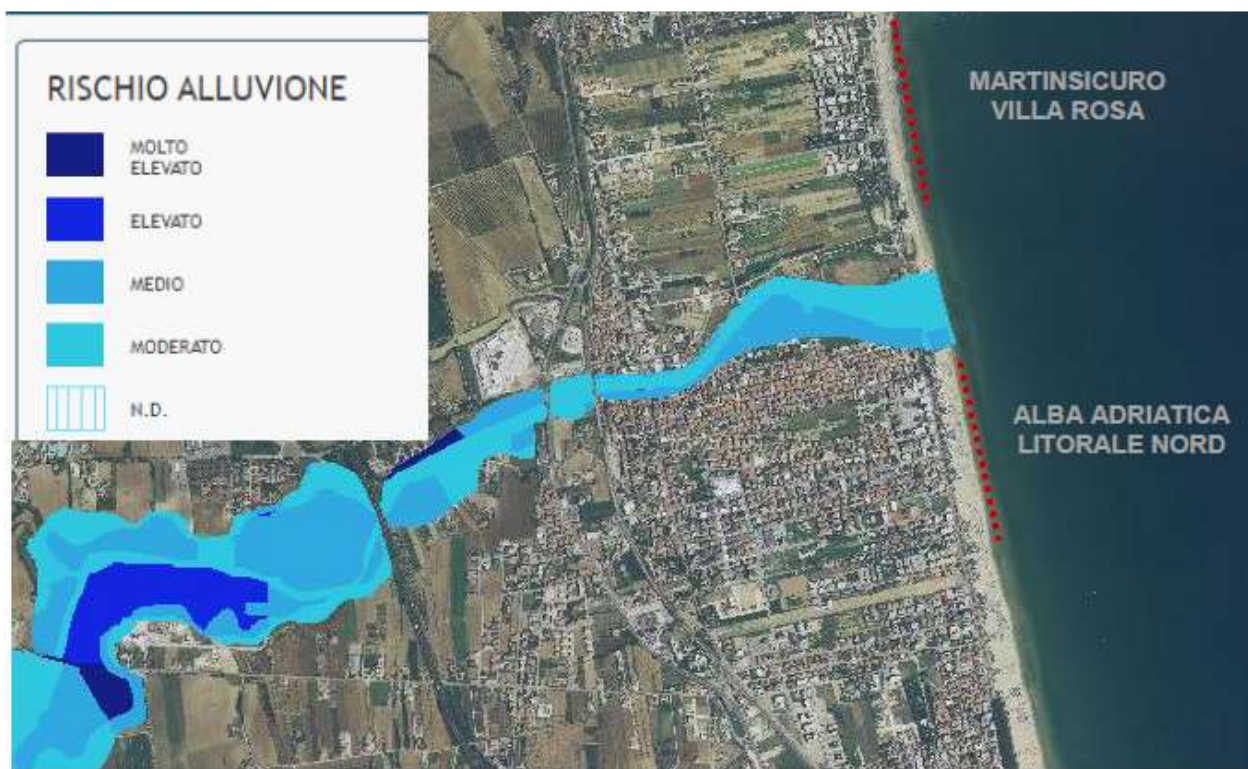 RISCHIO ALLUVIONE
MOLTO
ELEVATO
ELEVATO
MEDIO
MODERATO
N.D.
MARTINSICURO
VILLA ROSA
ALBA ADRIATICA
LITORALE NORD